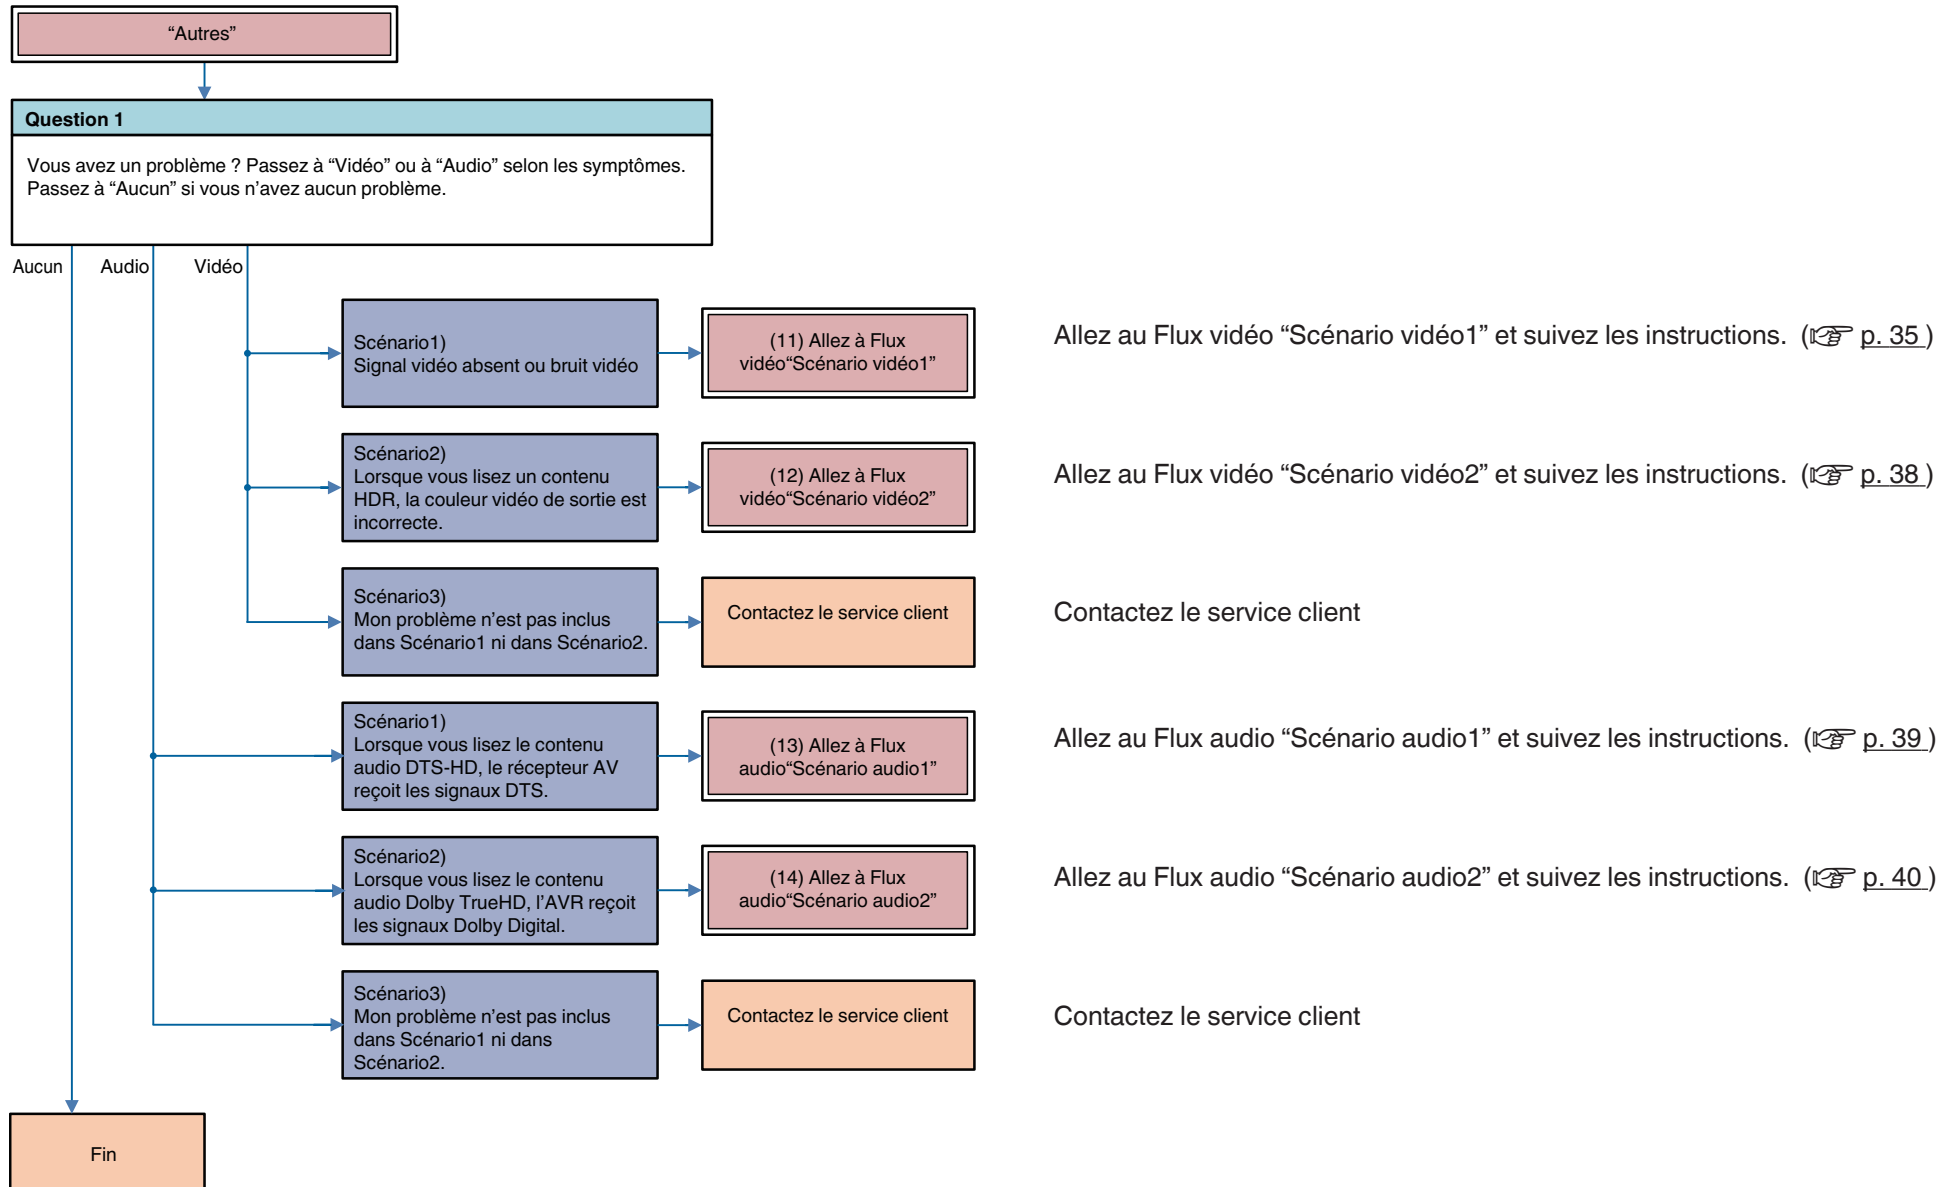 “Autres”
Question 1
Vous avez un problème ? Passez à “Vidéo” ou à “Audio” selon les symptômes.
Passez à “Aucun” si vous n’avez aucun problème.
Aucun
Audio
Vidéo
Scénario1)
Signal vidéo absent ou bruit vidéo
(11) Allez à Flux
vidéo“Scénario vidéo1”
Allez au Flux vidéo “Scénario vidéo1” et suivez les instructions. (☞ p. 35 )
Scénario2)
Lorsque vous lisez un contenu
HDR, la couleur vidéo de sortie est
incorrecte.
(12) Allez à Flux
vidéo“Scénario vidéo2”
Allez au Flux vidéo “Scénario vidéo2” et suivez les instructions. (☞ p. 38 )
Scénario3)
Mon problème n’est pas inclus
dans Scénario1 ni dans Scénario2.
Contactez le service client
Contactez le service client
Scénario1)
Lorsque vous lisez le contenu
audio DTS-HD, le récepteur AV
reçoit les signaux DTS.
(13) Allez à Flux
audio“Scénario audio1”
Allez au Flux audio “Scénario audio1” et suivez les instructions. (☞ p. 39 )
Scénario2)
Lorsque vous lisez le contenu
audio Dolby TrueHD, l’AVR reçoit
les signaux Dolby Digital.
(14) Allez à Flux
audio“Scénario audio2”
Allez au Flux audio “Scénario audio2” et suivez les instructions. (☞ p. 40 )
Scénario3)
Mon problème n’est pas inclus
dans Scénario1 ni dans
Scénario2.
Contactez le service client
Contactez le service client
Fin